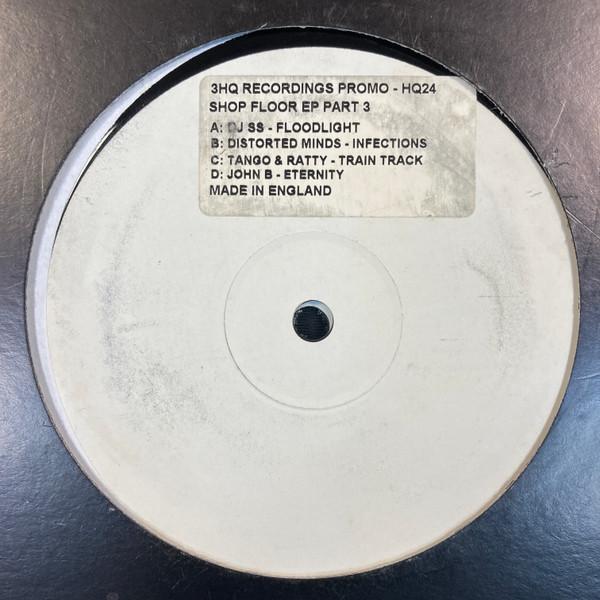 3HQ RECORDINGS PROMO - HQ24
SHOP FLOOR EP PART 3
A: DJ SS - FLOODLIGHT
B: DISTORTED MINDS - INFECTIONS
C: TANGO & RATTY - TRAIN TRACK
D: JOHN B - ETERNITY
MADE IN ENGLAND